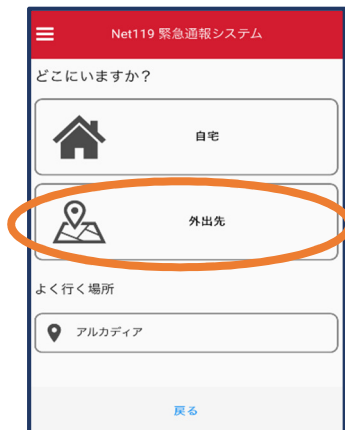 Net119 緊急通報システム
どこにいますか？
自宅
外出先
よく行く場所
アルカディア
戻る